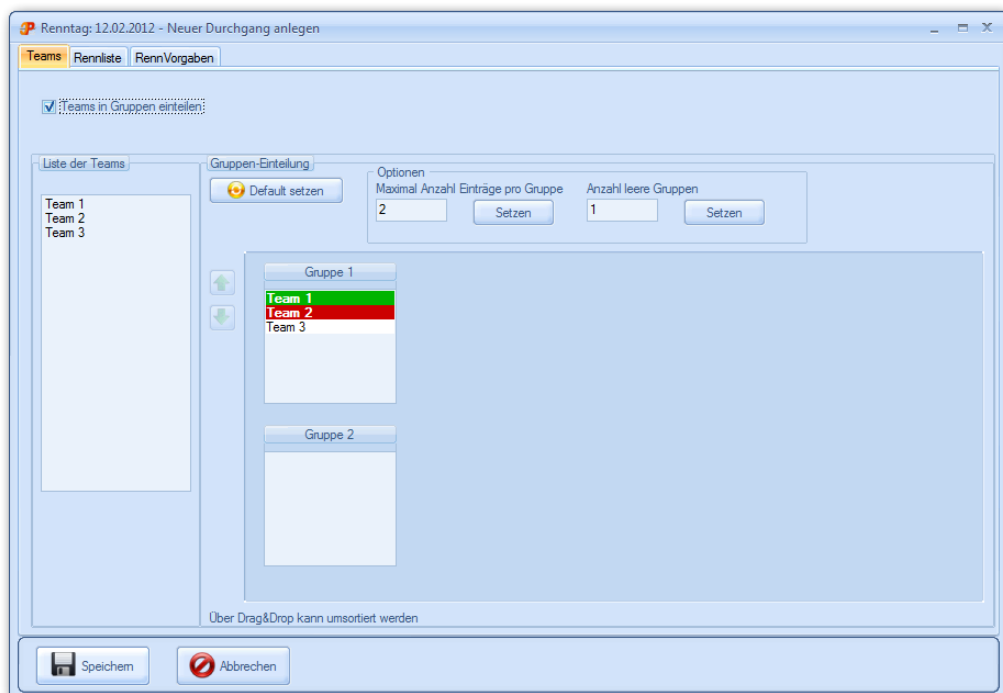 Renntag: 12.02.2012 - Neuer Durchgang anlegen
Teams Rennliste RennVorgaben
Teams in Gruppen einteilen
Liste der Teams
Team 1
Team 2
Team 3
Gruppen-Einteilung
Default setzen
Optionen
Maximal Anzahl Einträge pro Gruppe Anzahl leere Gruppen
2 Setzen 1 Setzen
Gruppe 1
Team 1
Team 2
Team 3
Gruppe 2
Über Drag&Drop kann umsortiert werden
Speichern Abbrechen